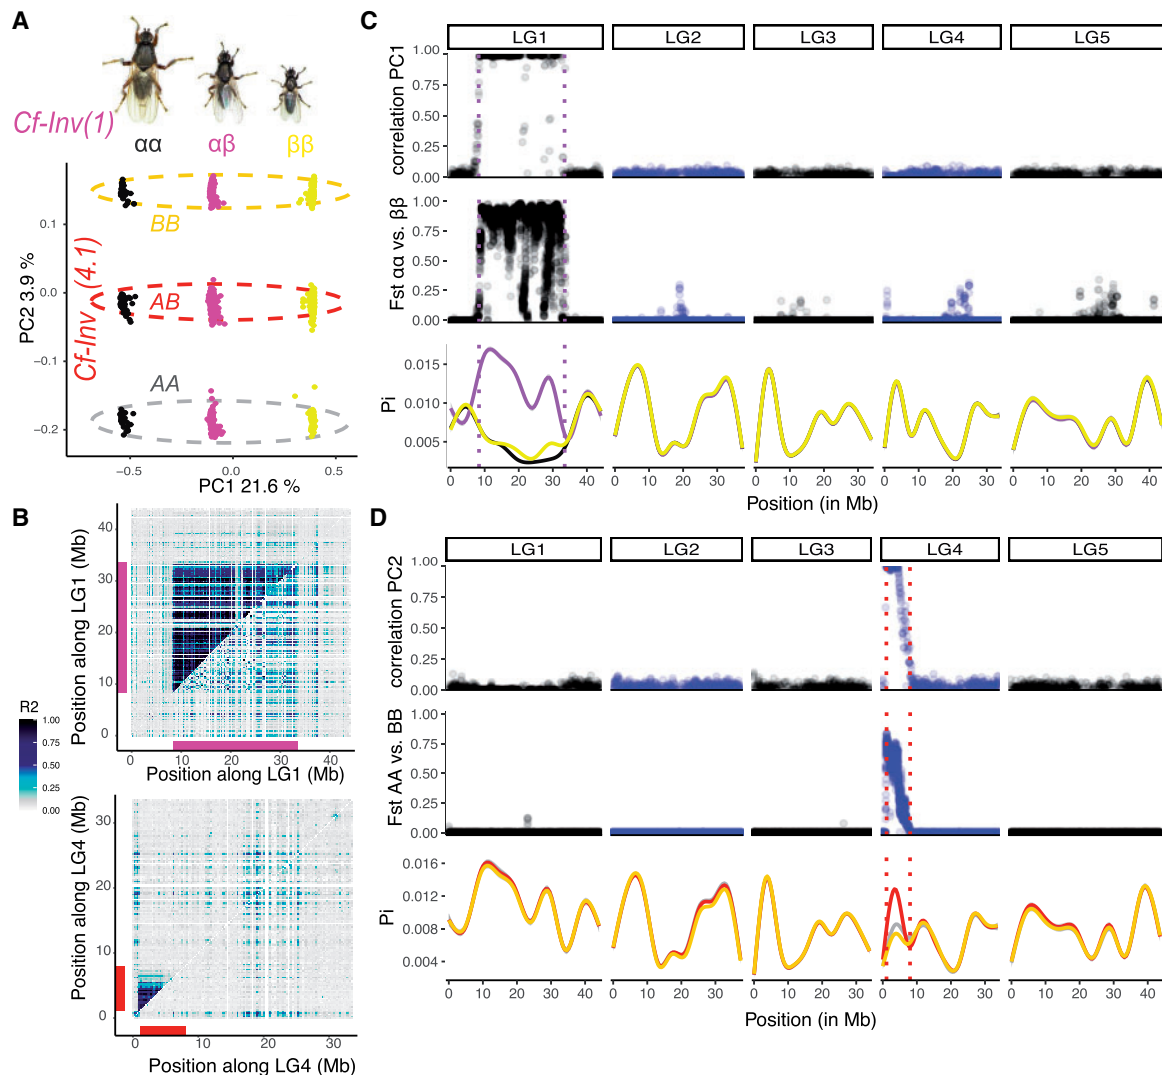 A
Cf-Inv(1)
αα αβ ββ
PC2 3.9 %
0.1
0.0
−0.1
−0.2
Cf-Inv (4.1)
BB
AB
AA
−0.5 0.0 0.5
PC1 21.6 %
B
Position along LG1 (Mb)
40
30
20
10
0
0 10 20 30 40
Position along LG1 (Mb)
R2
1.00
0.75
0.50
0.25
0.00
Position along LG4 (Mb)
30
20
10
0
0 10 20 30
Position along LG4 (Mb)
C
LG1 LG2 LG3 LG4 LG5
correlation PC1
1.00
0.75
0.50
0.25
0.00
Fst αα vs. ββ
1.00
0.75
0.50
0.25
0.00
Pi
0.015
0.010
0.005
0 10 20 30 40 0 10 20 30 0 10 20 30 0 10 20 30 0 10 20 30 40
Position (in Mb)
D
LG1 LG2 LG3 LG4 LG5
correlation PC2
1.00
0.75
0.50
0.25
0.00
Fst AA vs. BB
1.00
0.75
0.50
0.25
0.00
Pi
0.016
0.012
0.008
0.004
0 10 20 30 40 0 10 20 30 0 10 20 30 0 10 20 30 0 10 20 30 40
Position (in Mb)